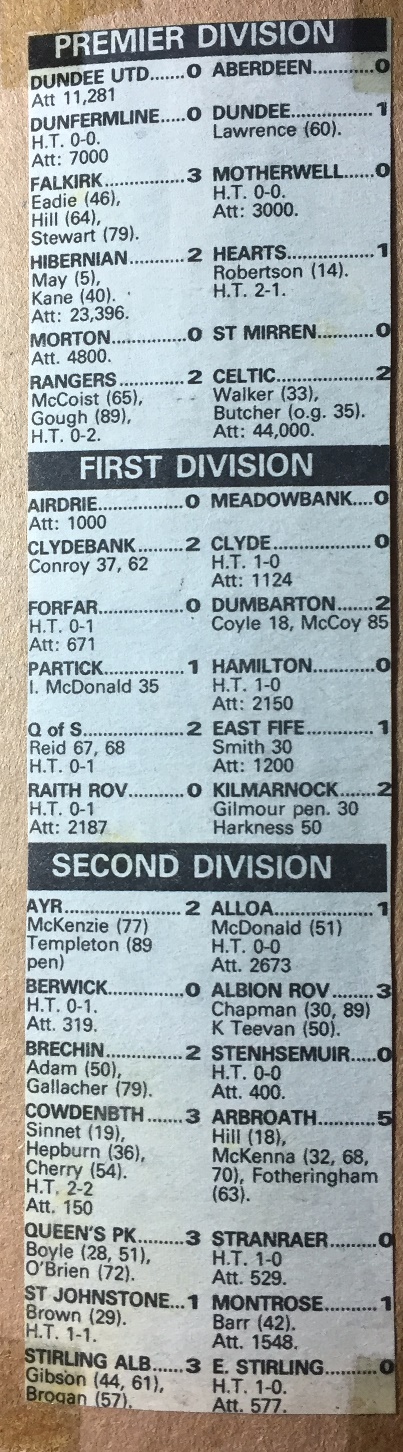 PREMIER DIVISION
DUNDEE UTD......0 ABERDEEN............0
Att 11,281
DUNFERMLINE....0 DUNDEE................1
H.T. 0-0. Lawrence (60).
Att: 7000
FALKIRK...............3 MOTHERWELL......0
Eadie (46), H.T. 0-0.
Hill (64), Att: 3000.
Stewart (79).
HIBERNIAN..........2 HEARTS.................1
May (5), Robertson (14).
Kane (40). H.T. 2-1.
Att: 23,396.
MORTON..............0 ST MIRREN...........0
Att. 4800.
RANGERS.............2 CELTIC..................2
McCoist (65), Walker (33),
Gough (89), Butcher (o.g. 35).
H.T. 0-2. Att: 44,000.
FIRST DIVISION
AIRDRIE................0 MEADOWBANK....0
Att: 1000
CLYDEBANK.........2 CLYDE...................0
Conroy 37, 62 H.T. 1-0
Att: 1124
FORFAR................0 DUMBARTON.......2
H.T. 0-1 Coyle 18, McCoy 85
Att: 671
PARTICK...............1 HAMILTON............0
I. McDonald 35 H.T. 1-0
Att: 2150
Q of S...................2 EAST FIFE.............1
Reid 67, 68 Smith 30
H.T. 0-1 Att: 1200
RAITH ROV...........0 KILMARNOCK.......2
H.T. 0-1 Gilmour pen. 30
Att: 2187 Harkness 50
SECOND DIVISION
AYR.......................2 ALLOA...................1
McKenzie (77) McDonald (51)
Templeton (89 H.T. 0-0
pen) Att. 2673
BERWICK..............0 ALBION ROV........3
H.T. 0-1. Chapman (30, 89)
Att. 319. K Teevan (50).
BRECHIN...............2 STENHSEMUIR.....0
Adam (50), H.T. 0-0
Gallacher (79). Att. 400.
COWDENBTH.......3 ARBROATH...........5
Sinnet (19), Hill (18),
Hepburn (36), McKenna (32, 68,
Cherry (54). 70), Fotheringham
H.T. 2-2 (63).
Att. 150
QUEEN'S PK.........3 STRANRAER.........0
Boyle (28, 51), H.T. 1-0
O'Brien (72). Att. 529.
ST JOHNSTONE...1 MONTROSE..........1
Brown (29). Barr (42).
H.T. 1-1. Att. 1548.
STIRLING ALB......3 E. STIRLING..........0
Gibson (44, 61), H.T. 1-0.
Brogan (57). Att. 577.